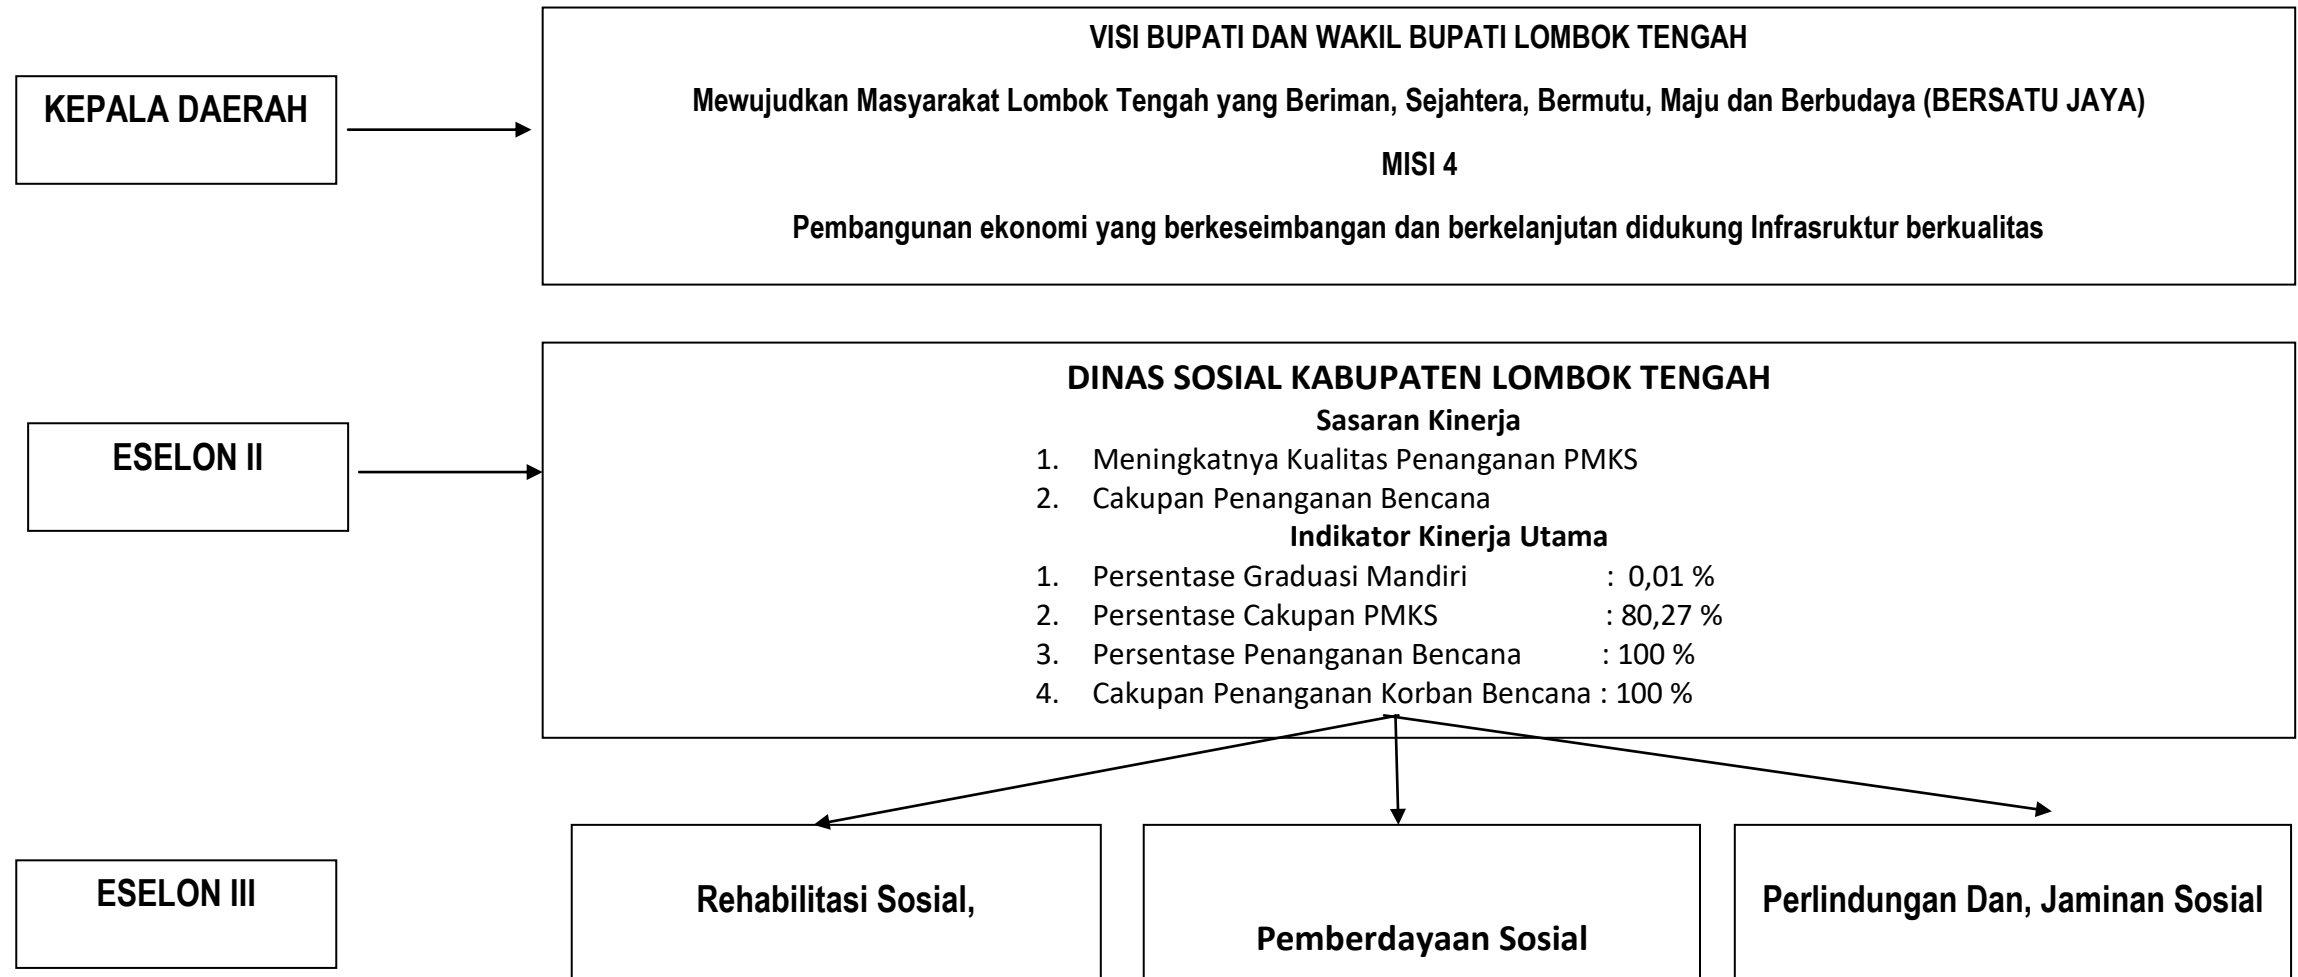 KEPALA DAERAH
VISI BUPATI DAN WAKIL BUPATI LOMBOK TENGAH
Mewujudkan Masyarakat Lombok Tengah yang Beriman, Sejahtera, Bermutu, Maju dan Berbudaya (BERSATU JAYA)
MISI 4
Pembangunan ekonomi yang berkeseimbangan dan berkelanjutan didukung Infrasruktur berkualitas
ESELON II
DINAS SOSIAL KABUPATEN LOMBOK TENGAH
Sasaran Kinerja
1. Meningkatnya Kualitas Penanganan PMKS
2. Cakupan Penanganan Bencana
Indikator Kinerja Utama
1. Persentase Graduasi Mandiri : 0,01 %
2. Persentase Cakupan PMKS : 80,27 %
3. Persentase Penanganan Bencana : 100 %
4. Cakupan Penanganan Korban Bencana : 100 %
ESELON III
Rehabilitasi Sosial,
Pemberdayaan Sosial
Perlindungan Dan, Jaminan Sosial